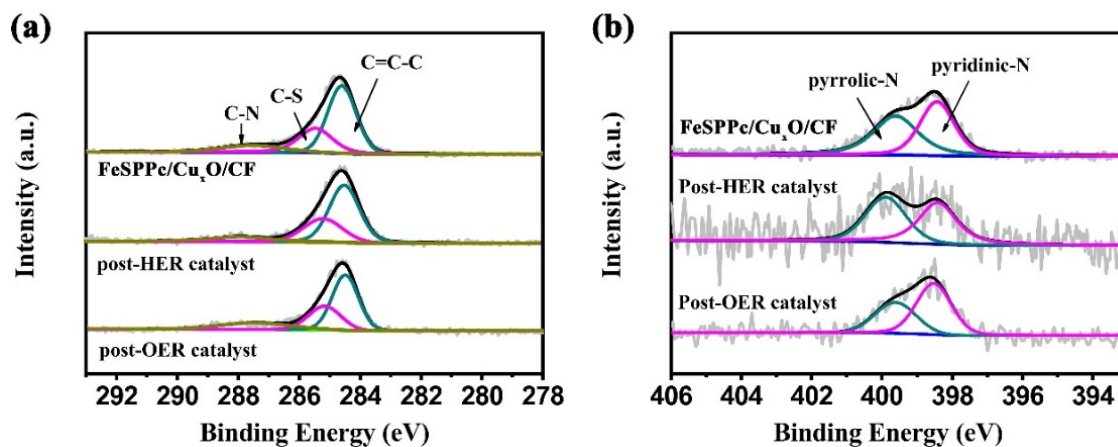 (a)
C=C-C
C-S
C-N
FeSPPc/CuₓO/CF
post-HER catalyst
post-OER catalyst
Intensity (a.u.)
292 290 288 286 284 282 280 278
Binding Energy (eV)
(b)
pyrrolic-N
pyridinic-N
FeSPPc/CuₓO/CF
Post-HER catalyst
Post-OER catalyst
Intensity (a.u.)
406 404 402 400 398 396 394
Binding Energy (eV)